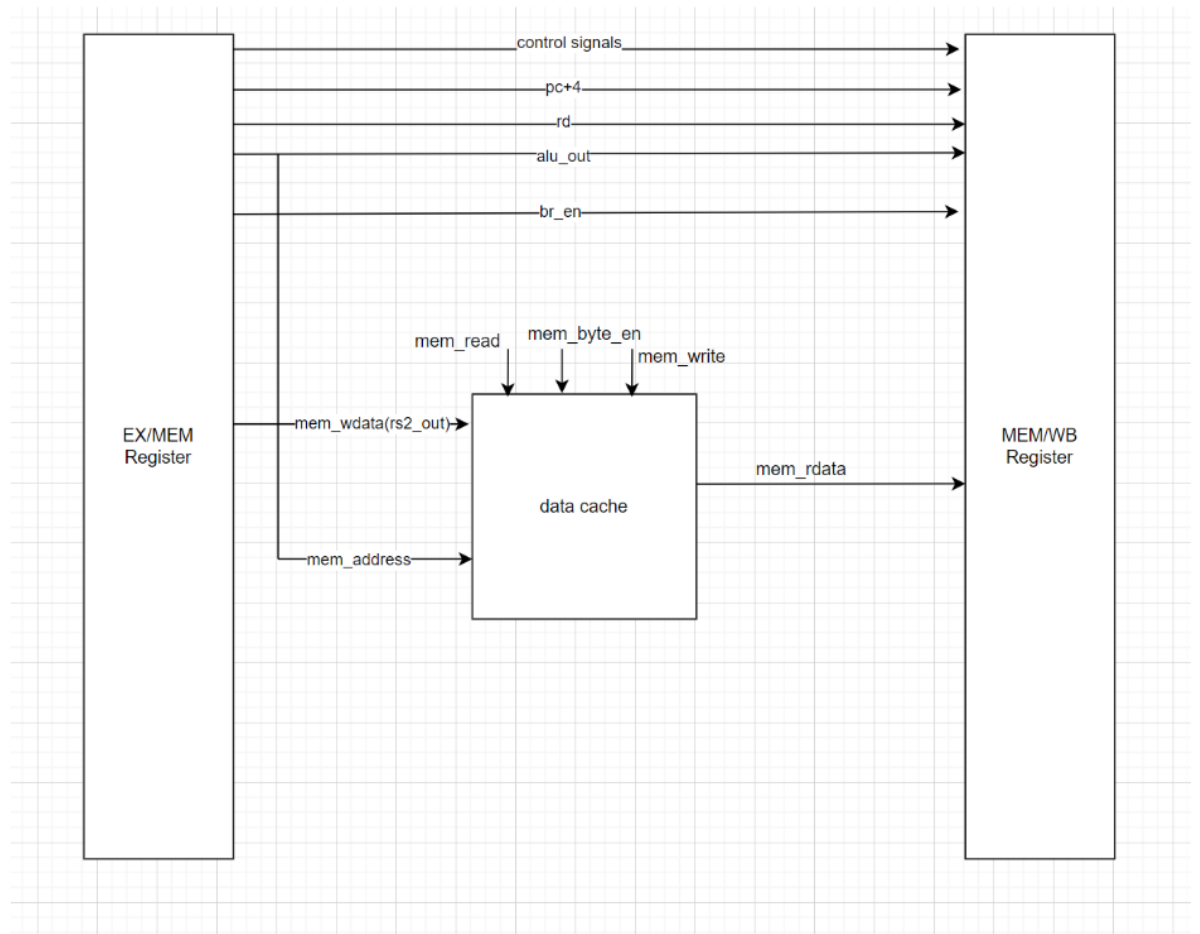 control signals
pc+4
rd
alu_out
br_en
mem_read
mem_byte_en
mem_write
mem_wdata(rs2_out)
EX/MEM
Register
MEM/WB
Register
mem_rdata
data cache
mem_address